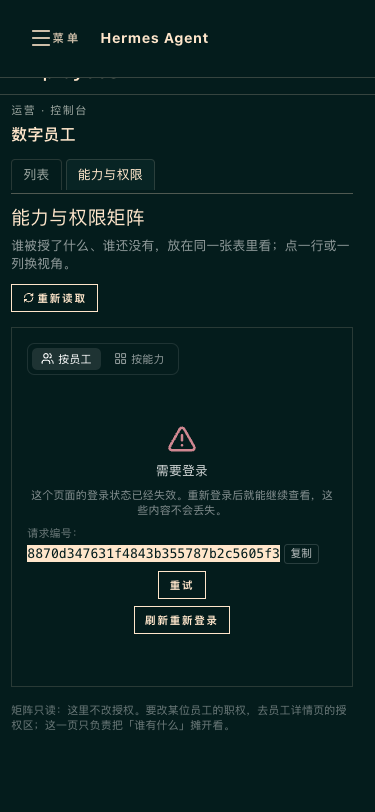 菜单
Hermes Agent
运营 · 控制台
数字员工
列表
能力与权限
能力与权限矩阵
谁被授了什么、谁还没有，放在同一张表里看；点一行或一
列换视角。
重新读取
按员工
按能力
需要登录
这个页面的登录状态已经失效。重新登录后就能继续查看，这
些内容不会丢失。
请求编号：
8870d347631f4843b355787b2c5605f3
复制
重试
刷新重新登录
矩阵只读：这里不改授权。要改某位员工的职权，去员工详情页的授
权区；这一页只负责把「谁有什么」摊开看。